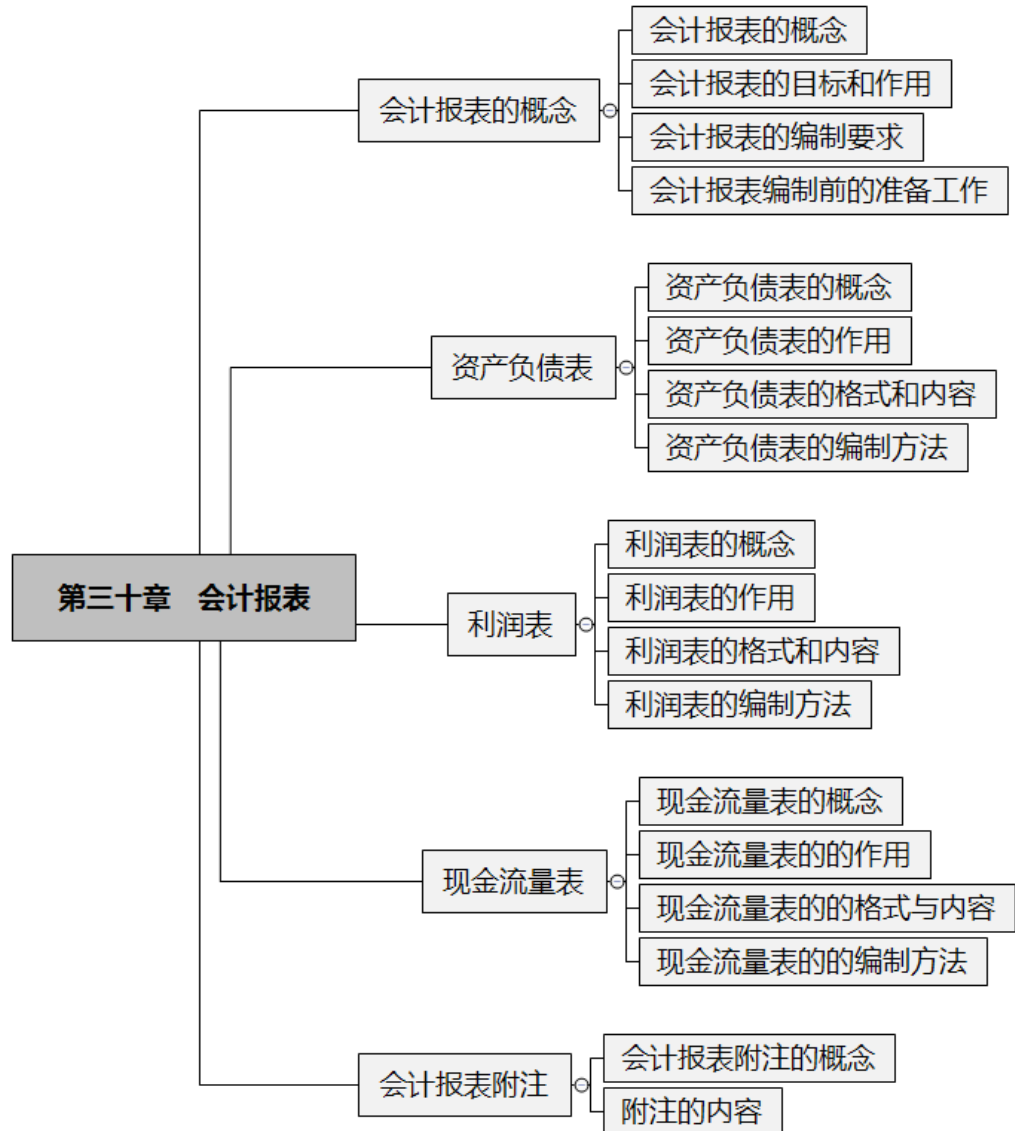 第三十章 会计报表
会计报表的概念
会计报表的概念
会计报表的目标和作用
会计报表的编制要求
会计报表编制前的准备工作
资产负债表
资产负债表的概念
资产负债表的作用
资产负债表的格式和内容
资产负债表的编制方法
利润表
利润表的概念
利润表的作用
利润表的格式和内容
利润表的编制方法
现金流量表
现金流量表的概念
现金流量表的的作用
现金流量表的的格式与内容
现金流量表的的编制方法
会计报表附注
会计报表附注的概念
附注的内容